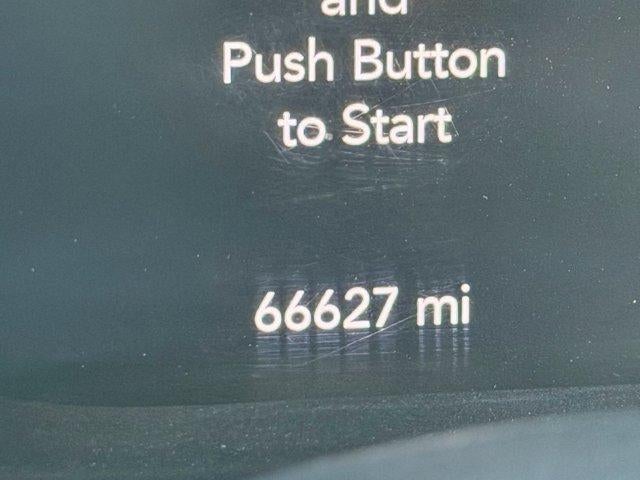 and
Push Button
to Start
66627 mi